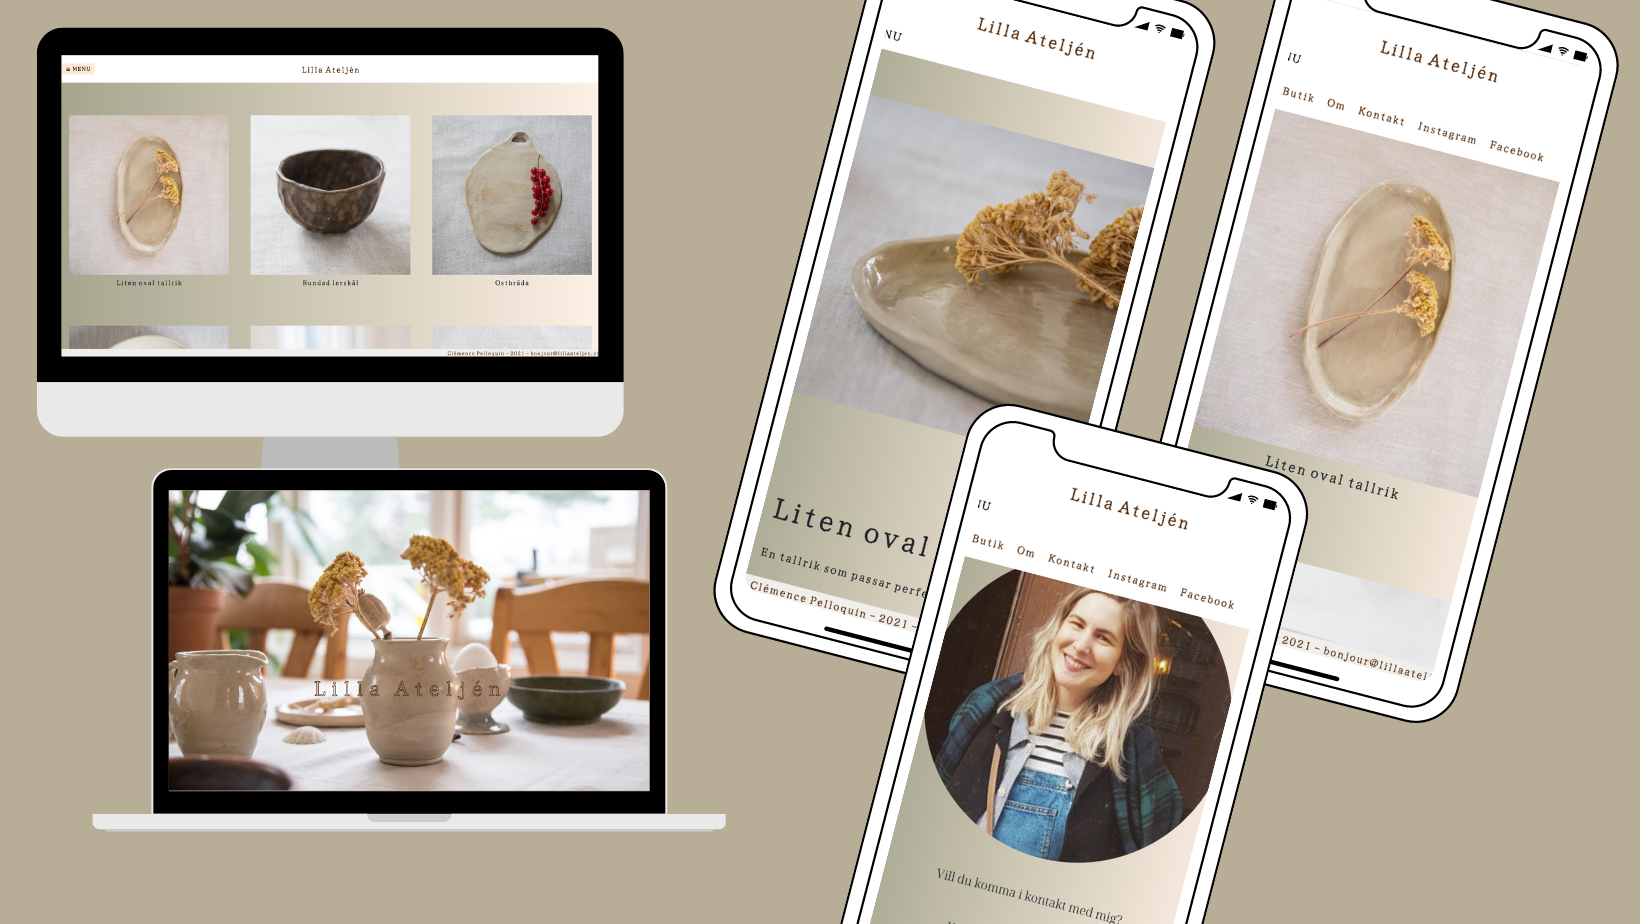 ≡ MENU
Lilla Ateljén
Liten oval tallrik
Rundad lerskål
Ostbräda
Clémence Pelloquin – 2021 – bonjour@lillaateljen.c
Lilla Ateljén
NU
Lilla Ateljén
Liten oval
En tallrik som passar perfe
Clémence Pelloquin – 2021 –
NU
Lilla Ateljén
Butik Om Kontakt Instagram Facebook
Liten oval tallrik
2021 – bonjour@lillaatel
NU
Lilla Ateljén
Butik Om Kontakt Instagram Facebook
Vill du komma i kontakt med mig?